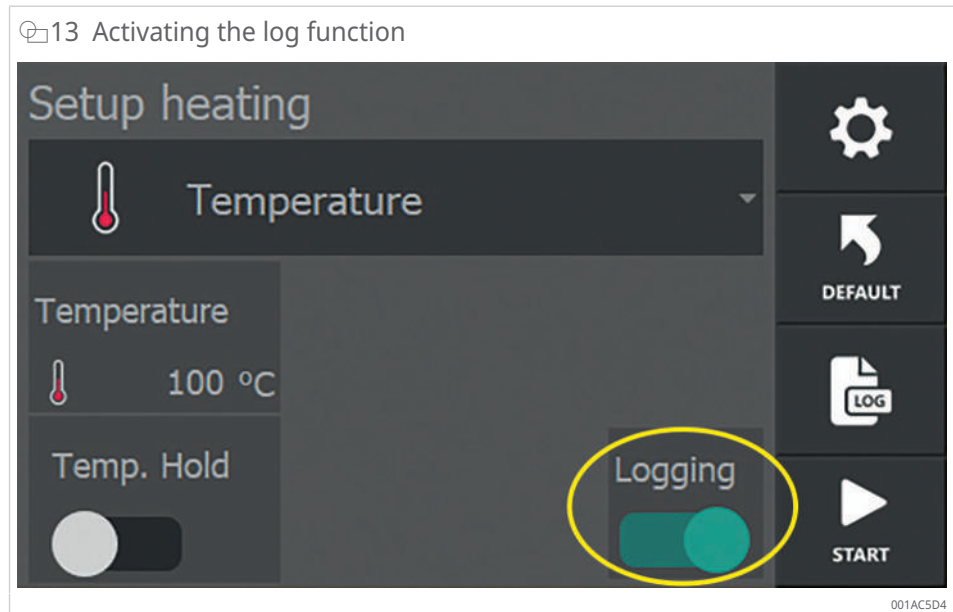 13 Activating the log function
Setup heating
Temperature
DEFAULT
Temperature
100 °C
LOG
Temp. Hold
Logging
START
001AC5D4